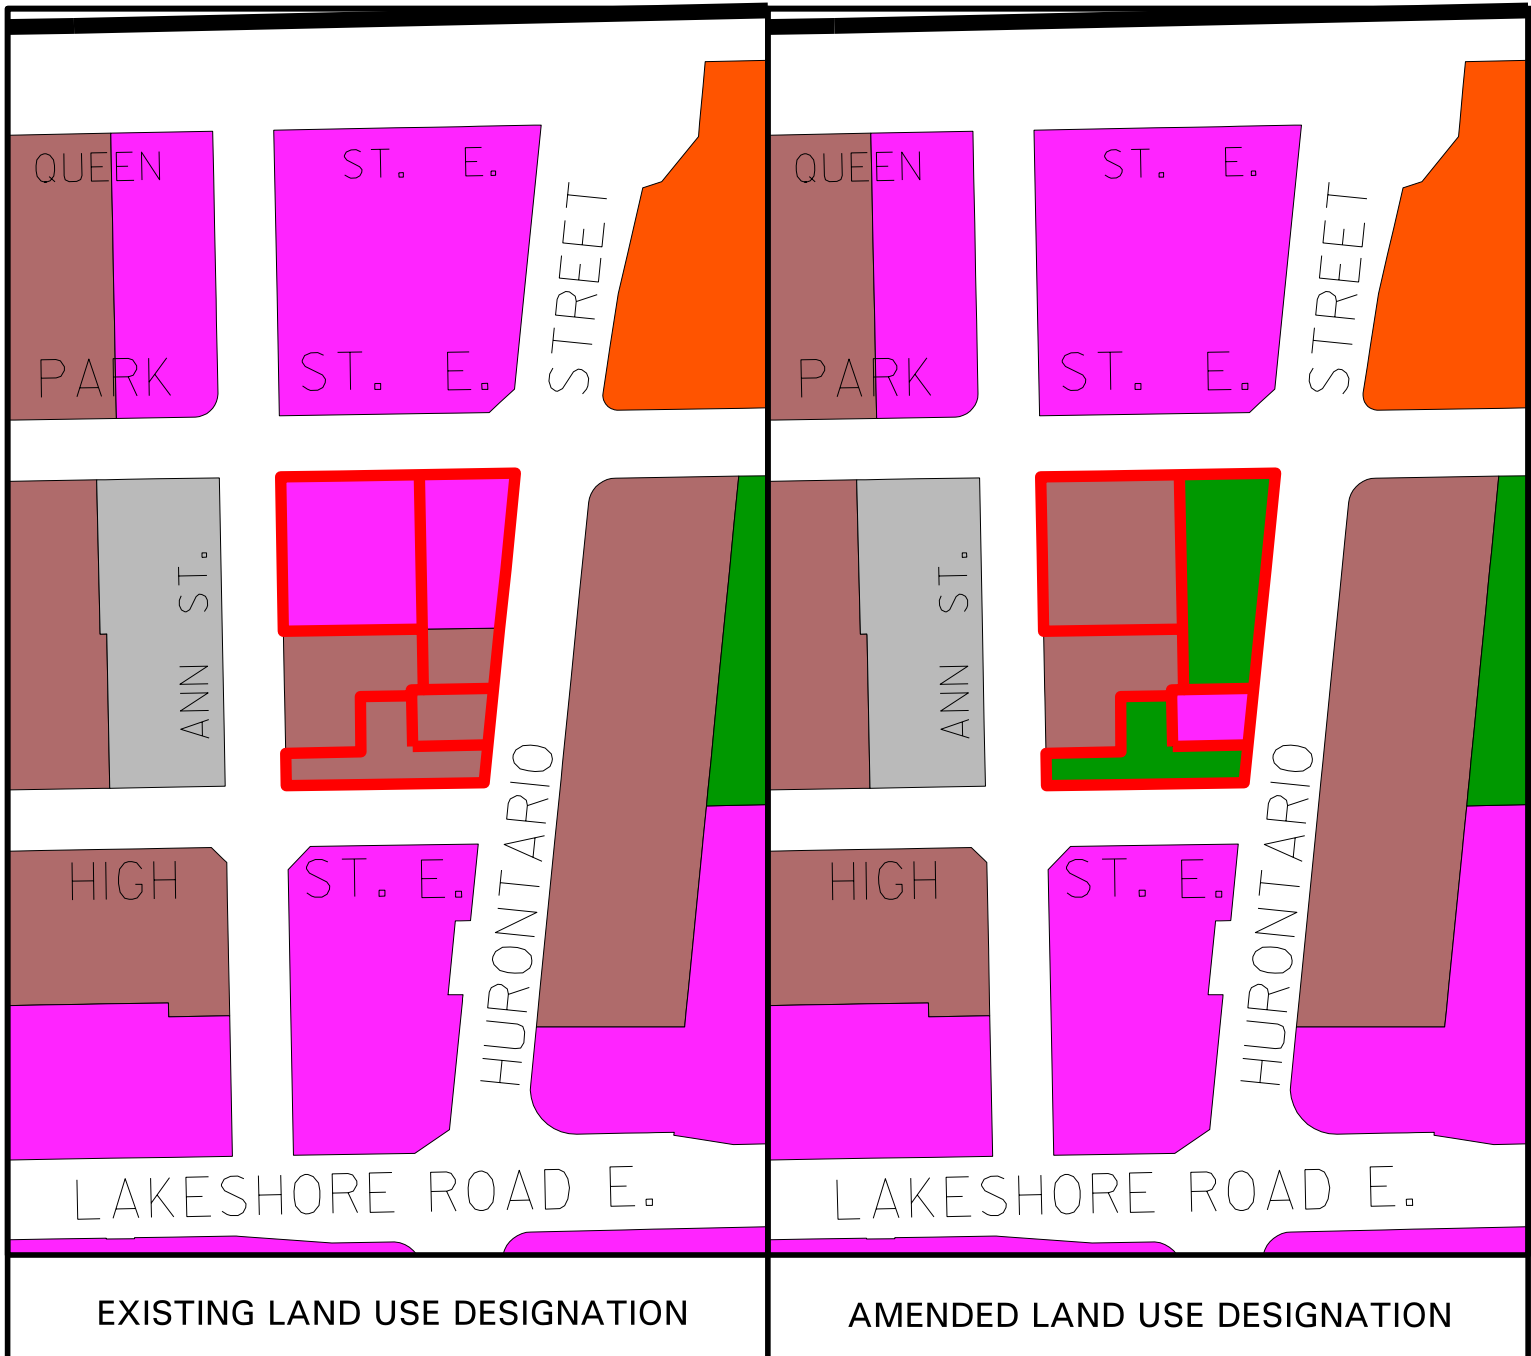 QUEEN ST. E.
PARK ST. E.
STREET
ANN ST.
HURONTARIO
HIGH ST. E.
LAKESHORE ROAD E.
EXISTING LAND USE DESIGNATION
QUEEN ST. E.
PARK ST. E.
STREET
ANN ST.
HURONTARIO
HIGH ST. E.
LAKESHORE ROAD E.
AMENDED LAND USE DESIGNATION